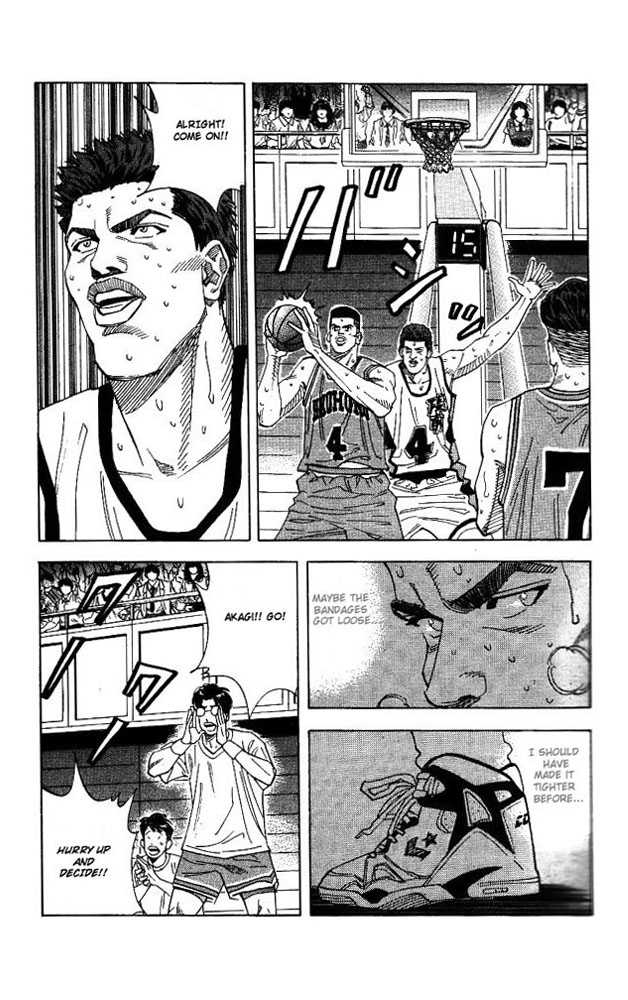 ALRIGHT!
COME ON!!
15
SHOHOKU
4
4
7
AKAGI!! GO!
HURRY UP
AND
DECIDE!!
MAYBE THE
BANDAGES
GOT LOOSE...
I SHOULD
HAVE
MADE IT
TIGHTER
BEFORE...